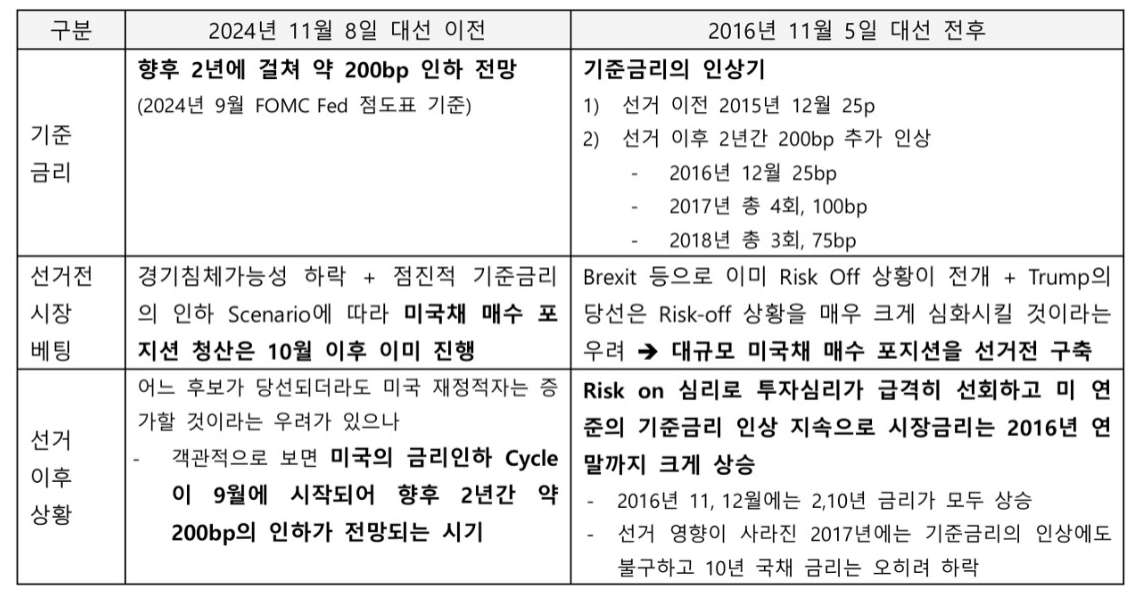 구분
2024년 11월 8일 대선 이전
2016년 11월 5일 대선 전후
기준
금리
향후 2년에 걸쳐 약 200bp 인하 전망
(2024년 9월 FOMC Fed 점도표 기준)
기준금리의 인상기
1) 선거 이전 2015년 12월 25p
2) 선거 이후 2년간 200bp 추가 인상
- 2016년 12월 25bp
- 2017년 총 4회, 100bp
- 2018년 총 3회, 75bp
선거전
시장
베팅
경기침체가능성 하락 + 점진적 기준금리
의 인하 Scenario에 따라 미국채 매수 포
지션 청산은 10월 이후 이미 진행
Brexit 등으로 이미 Risk Off 상황이 전개 + Trump의
당선은 Risk-off 상황을 매우 크게 심화시킬 것이라는
우려 ➔ 대규모 미국채 매수 포지션을 선거전 구축
선거
이후
상황
어느 후보가 당선되더라도 미국 재정적자는 증
가할 것이라는 우려가 있으나
- 객관적으로 보면 미국의 금리인하 Cycle
이 9월에 시작되어 향후 2년간 약
200bp의 인하가 전망되는 시기
Risk on 심리로 투자심리가 급격히 선회하고 미 연
준의 기준금리 인상 지속으로 시장금리는 2016년 연
말까지 크게 상승
- 2016년 11, 12월에는 2,10년 금리가 모두 상승
- 선거 영향이 사라진 2017년에는 기준금리의 인상에도
불구하고 10년 국채 금리는 오히려 하락